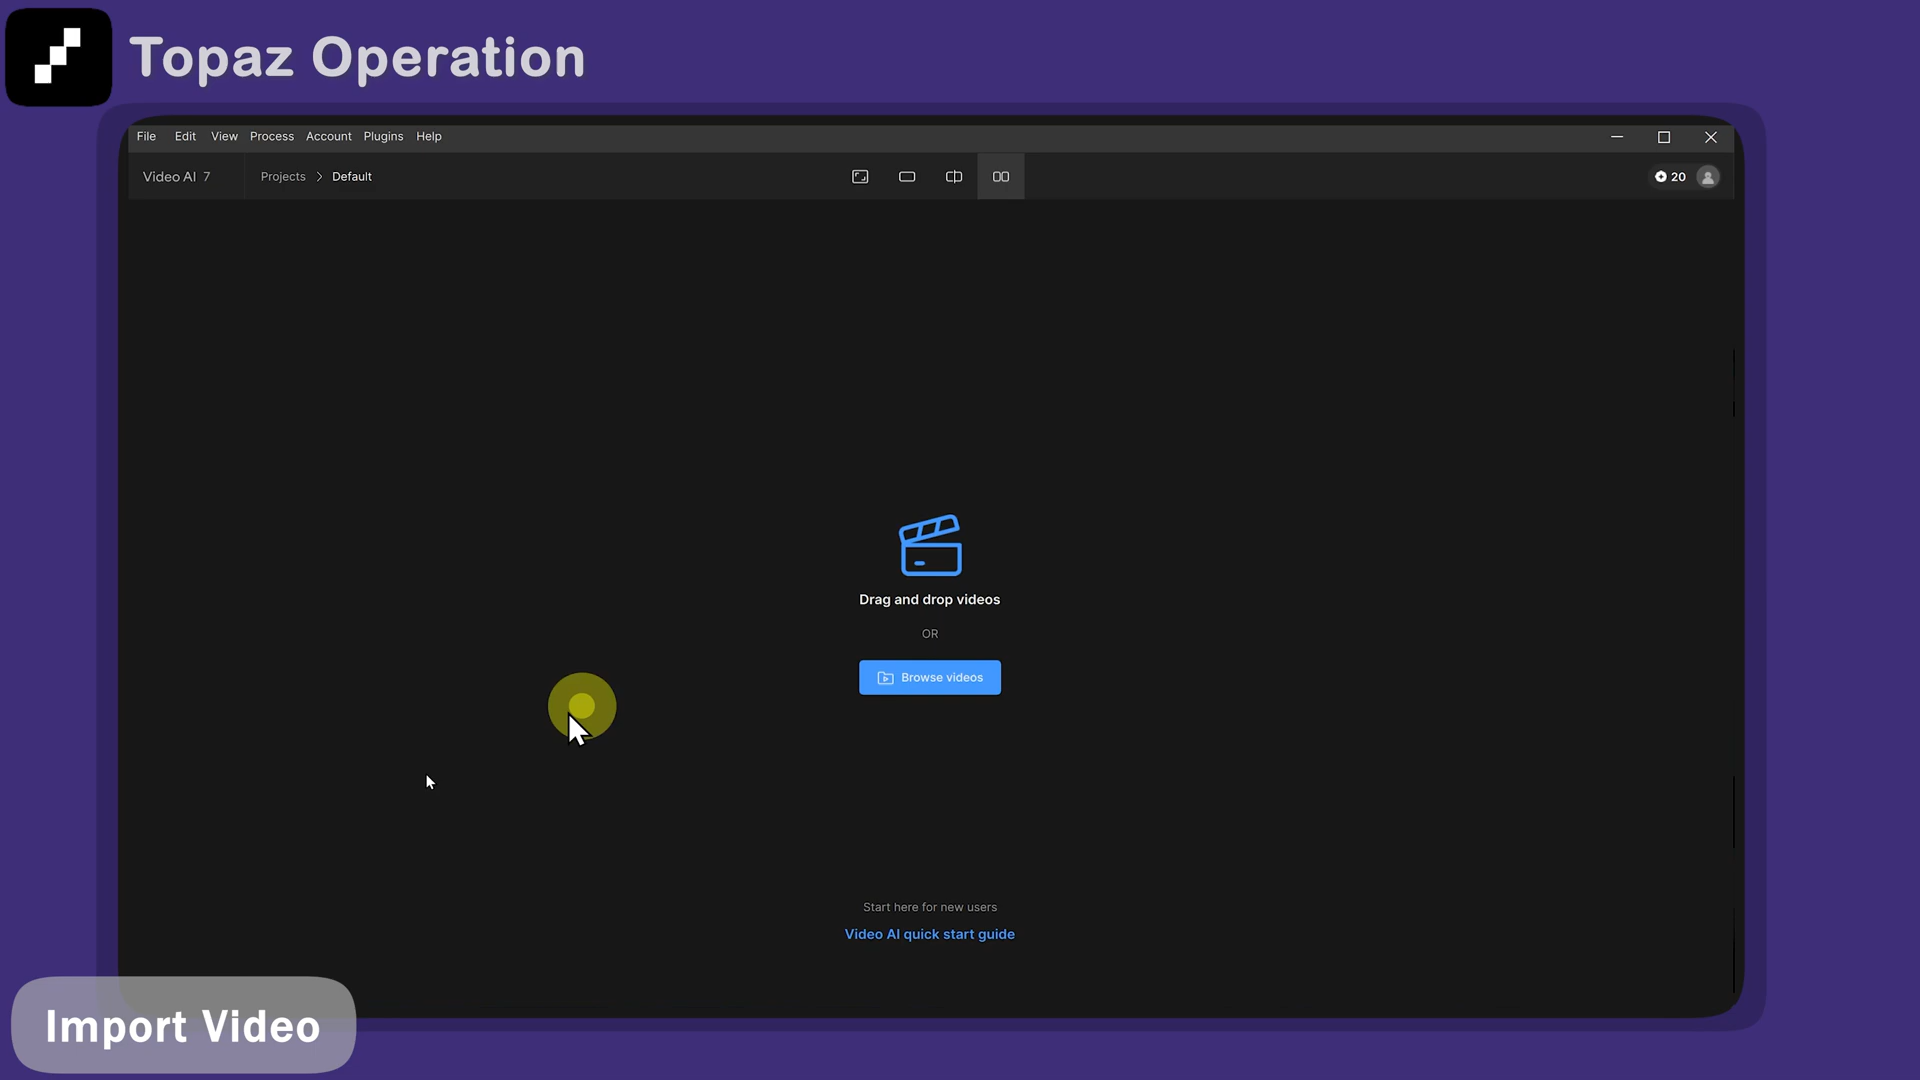 Topaz Operation
File Edit View Process Account Plugins Help
Video AI 7 Projects > Default 20
Drag and drop videos
OR
Browse videos
Start here for new users
Video AI quick start guide
Import Video